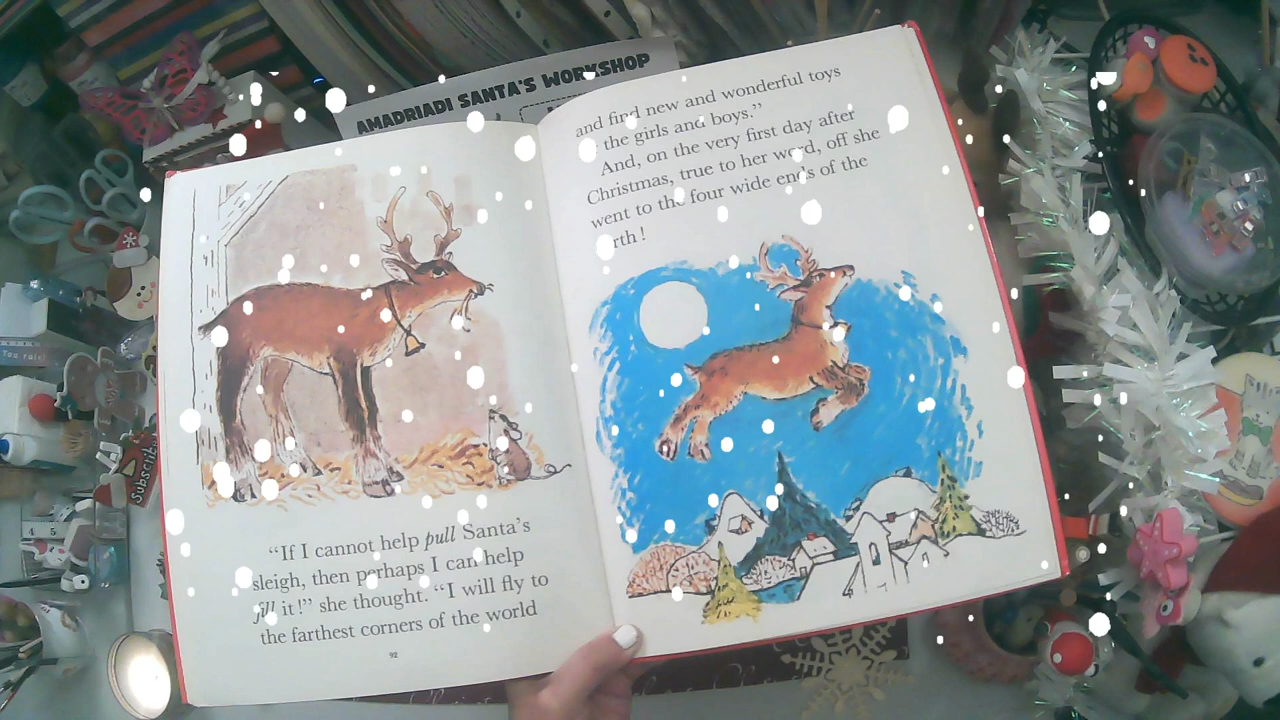 AMADRIADI SANTA'S WORKSHOP
"If I cannot help pull Santa's
sleigh, then perhaps I can help
fill it!" she thought. "I will fly to
the farthest corners of the world
92
and find new and wonderful toys
the girls and boys."
And, on the very first day after
Christmas, true to her word, off she
went to the four wide ends of the
rth!
Subscribe
5